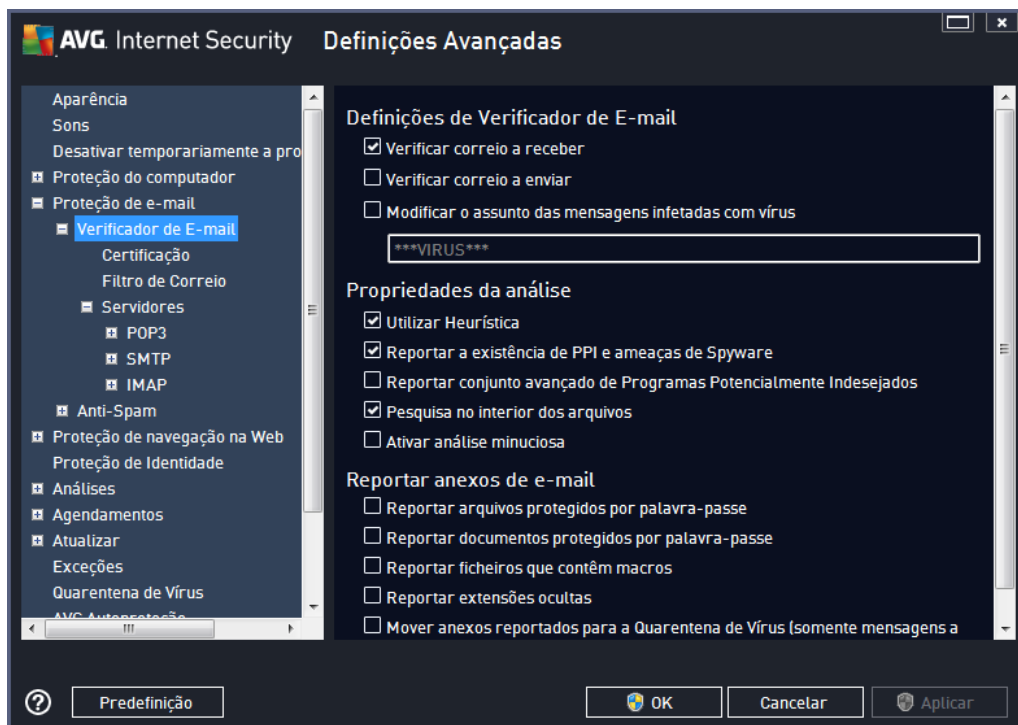 AVG. Internet Security Definições Avançadas
Aparência
Sons
Desativar temporariamente a pro
Proteção do computador
Proteção de e-mail
Verificador de E-mail
Certificação
Filtro de Correio
Servidores
POP3
SMTP
IMAP
Anti-Spam
Proteção de navegação na Web
Proteção de Identidade
Análises
Agendamentos
Atualizar
Exceções
Quarentena de Vírus
AVG Autoproteção
Definições de Verificador de E-mail
Verificar correio a receber
Verificar correio a enviar
Modificar o assunto das mensagens infetadas com vírus
***VIRUS***
Propriedades da análise
Utilizar Heurística
Reportar a existência de PPI e ameaças de Spyware
Reportar conjunto avançado de Programas Potencialmente Indesejados
Pesquisa no interior dos arquivos
Ativar análise minuciosa
Reportar anexos de e-mail
Reportar arquivos protegidos por palavra-passe
Reportar documentos protegidos por palavra-passe
Reportar ficheiros que contêm macros
Reportar extensões ocultas
Mover anexos reportados para a Quarentena de Vírus (somente mensagens a
Predefinição
OK
Cancelar
Aplicar